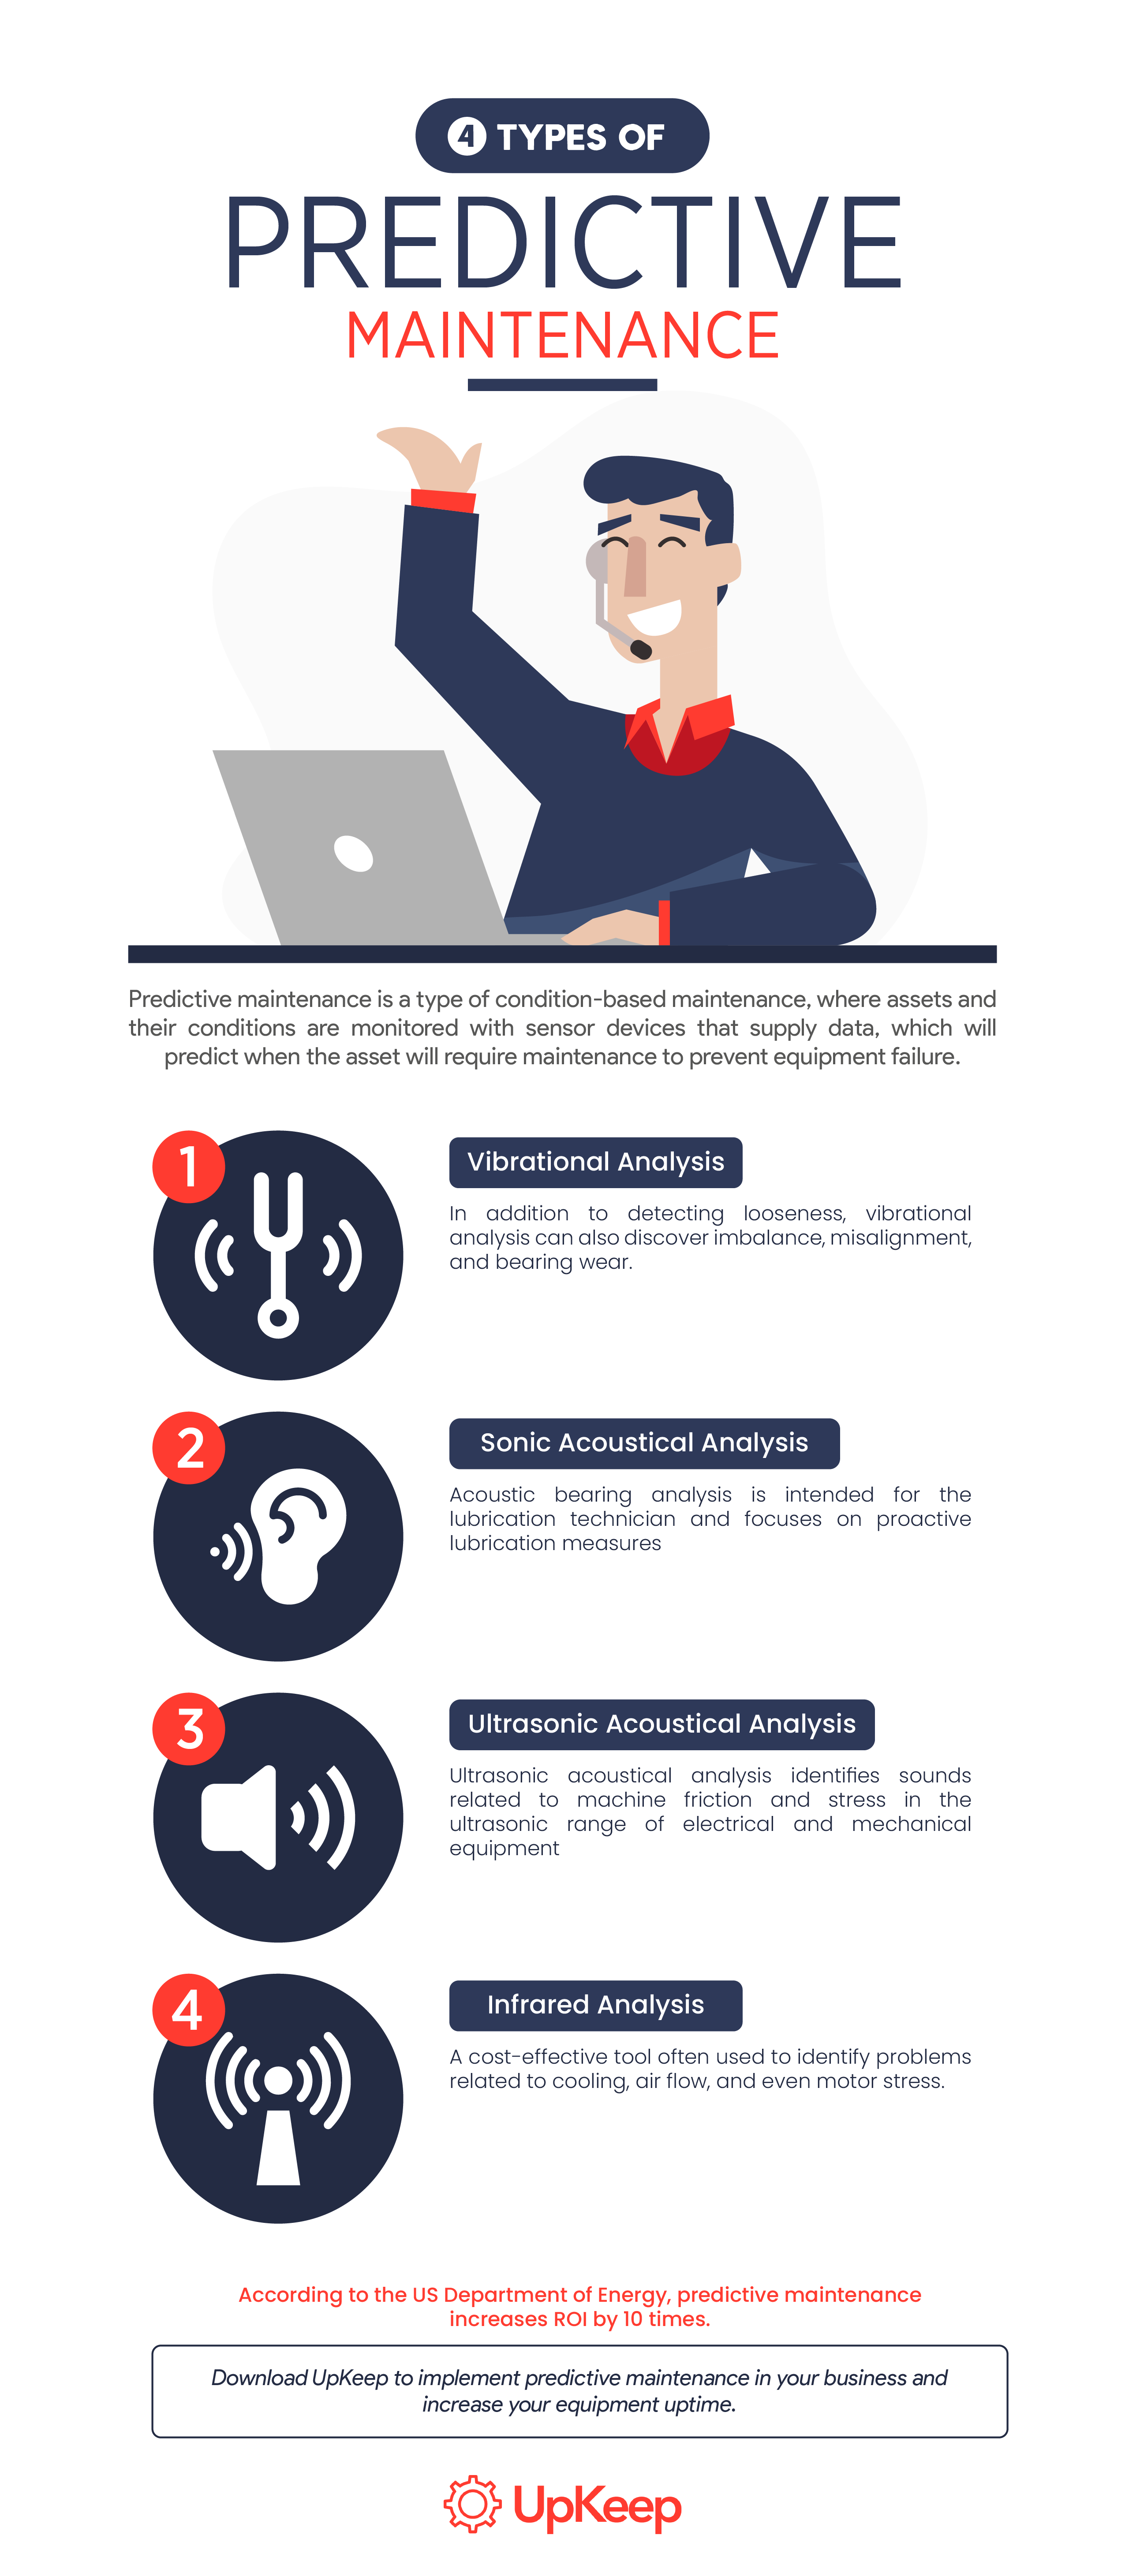 4 TYPES OF
PREDICTIVE
MAINTENANCE
Predictive maintenance is a type of condition-based maintenance, where assets and
their conditions are monitored with sensor devices that supply data, which will
predict when the asset will require maintenance to prevent equipment failure.
1
Vibrational Analysis
In addition to detecting looseness, vibrational
analysis can also discover imbalance, misalignment,
and bearing wear.
2
Sonic Acoustical Analysis
Acoustic bearing analysis is intended for the
lubrication technician and focuses on proactive
lubrication measures
3
Ultrasonic Acoustical Analysis
Ultrasonic acoustical analysis identifies sounds
related to machine friction and stress in the
ultrasonic range of electrical and mechanical
equipment
4
Infrared Analysis
A cost-effective tool often used to identify problems
related to cooling, air flow, and even motor stress.
According to the US Department of Energy, predictive maintenance
increases ROI by 10 times.
Download UpKeep to implement predictive maintenance in your business and
increase your equipment uptime.
UpKeep